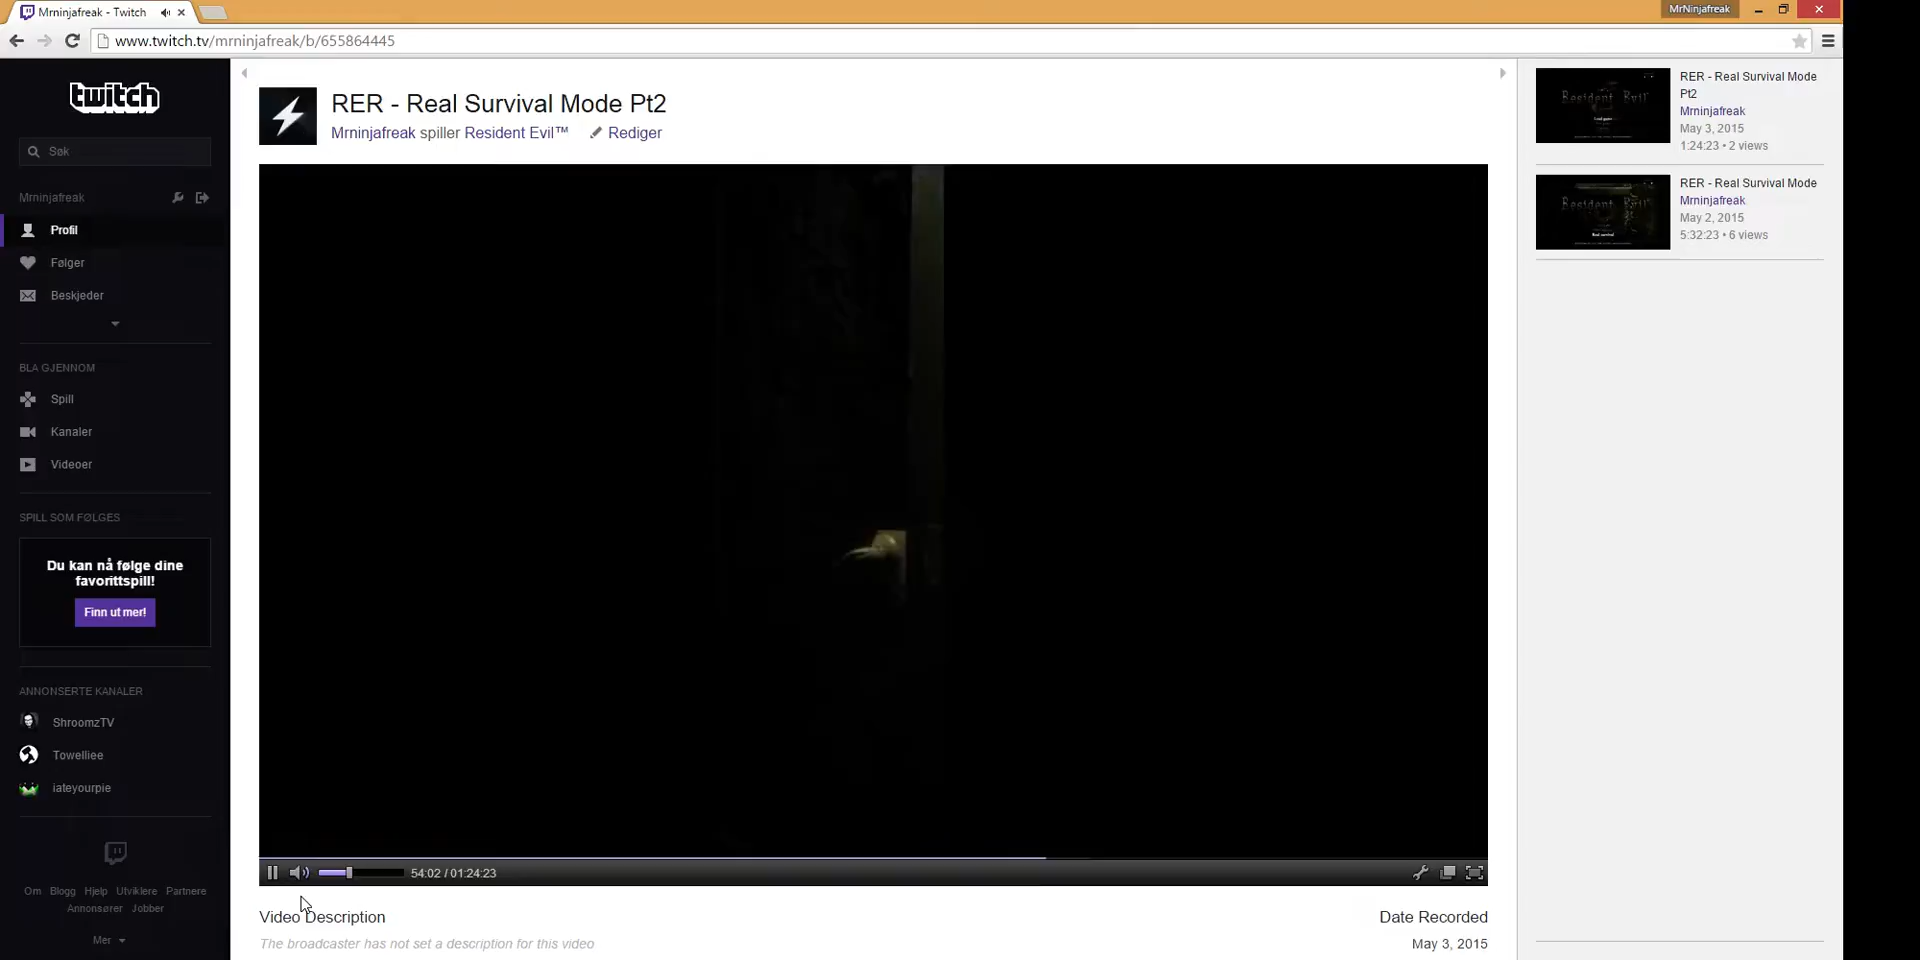 Mrninjafreak - Twitch
MrNinjafreak
www.twitch.tv/mrninjafreak/b/655864445
twitch
Søk
Mrninjafreak
Profil
Følger
Beskjeder
BLA GJENNOM
Spill
Kanaler
Videoer
SPILL SOM FØLGES
Du kan nå følge dine
favorittspill!
Finn ut mer!
ANNONSERTE KANALER
ShroomzTV
Towelliee
iateyourpie
Om Blogg Hjelp Utviklere Partnere
Annonsører Jobber
Mer
RER - Real Survival Mode Pt2
Mrninjafreak spiller Resident Evil™ Rediger
54:02 / 01:24:23
Video Description
The broadcaster has not set a description for this video
Date Recorded
May 3, 2015
Resident Evil
RER - Real Survival Mode
Pt2
Mrninjafreak
May 3, 2015
1:24:23 • 2 views
Resident Evil
RER - Real Survival Mode
Mrninjafreak
May 2, 2015
5:32:23 • 6 views